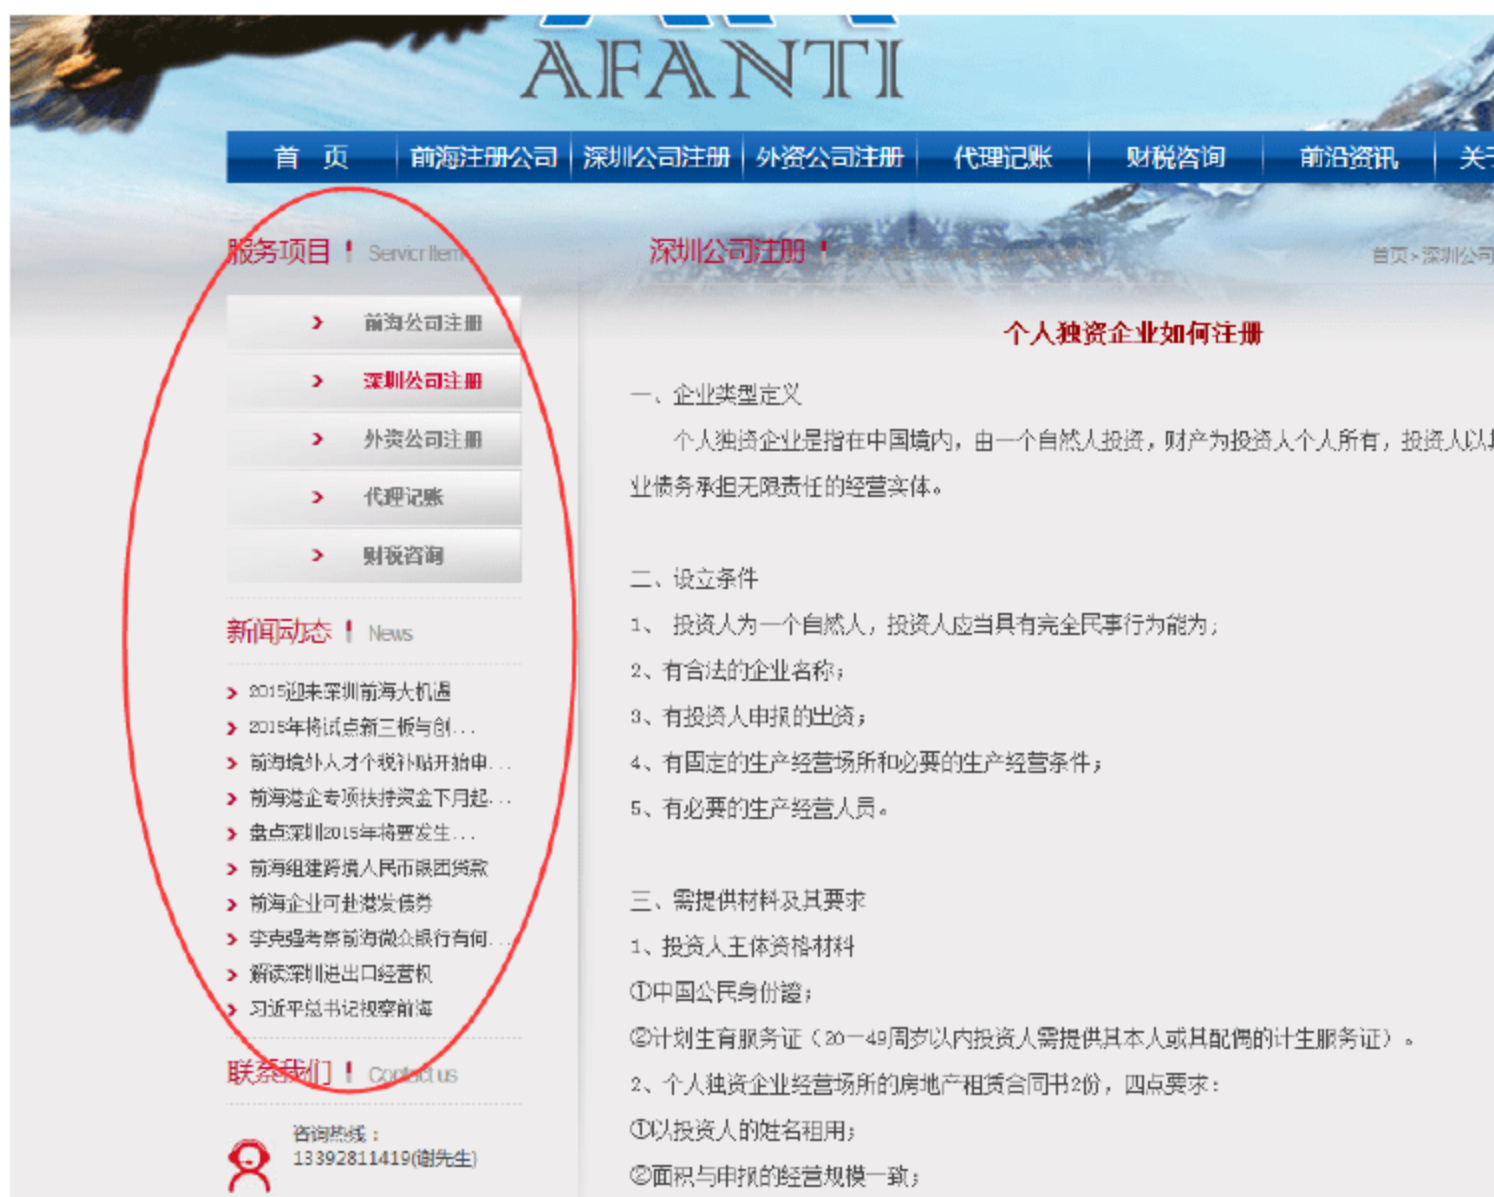 AFANTI
首 页 前海注册公司 深圳公司注册 外资公司注册 代理记账 财税咨询 前沿资讯
服务项目 Servicr Item
前海公司注册
深圳公司注册
外资公司注册
代理记账
财税咨询
新闻动态 News
2015迎来深圳前海大机遇
2015年将试点新三板与创...
前海境外人才个税补贴开始申...
前海港企专项扶持资金下月起...
盘点深圳2015年将要发生...
前海组建跨境人民币银团贷款
前海企业可赴港发债券
李克强考察前海微众银行有何...
解读深圳进出口经营权
习近平总书记视察前海
联系我们 Contact us
咨询热线：
13392811419(谢先生)
深圳公司注册
首页>深圳公司
个人独资企业如何注册
一、企业类型定义
个人独资企业是指在中国境内，由一个自然人投资，财产为投资人个人所有，投资人以
业债务承担无限责任的经营实体。
二、设立条件
1、 投资人为一个自然人，投资人应当具有完全民事行为能为；
2、有合法的企业名称；
3、有投资人申报的出资；
4、有固定的生产经营场所和必要的生产经营条件；
5、有必要的生产经营人员。
三、需提供材料及其要求
1、投资人主体资格材料
①中国公民身份證；
②计划生育服务证（20—49周岁以内投资人需提供其本人或其配偶的计生服务证）。
2、个人独资企业经营场所的房地产租赁合同书2份，四点要求：
①以投资人的姓名租用；
②面积与申报的经营规模一致；